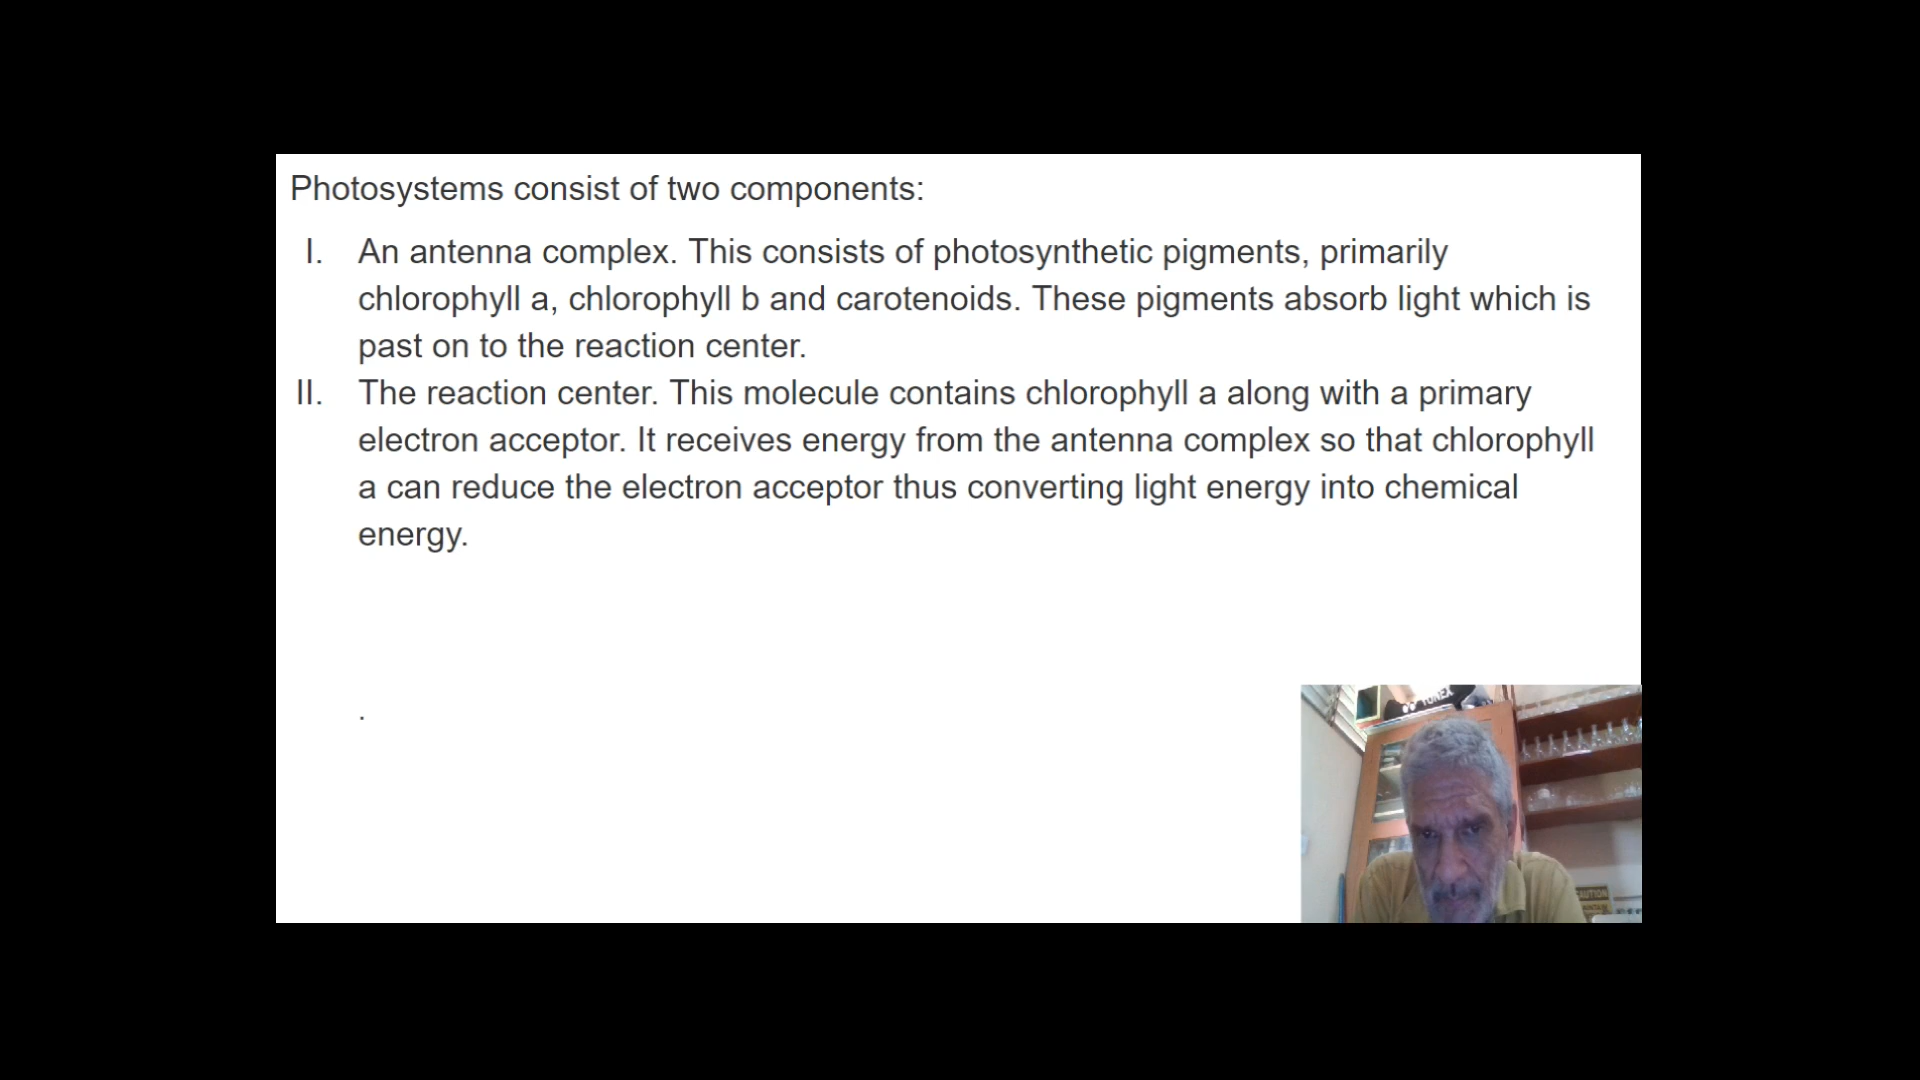 Photosystems consist of two components:
I. An antenna complex. This consists of photosynthetic pigments, primarily
chlorophyll a, chlorophyll b and carotenoids. These pigments absorb light which is
past on to the reaction center.
II. The reaction center. This molecule contains chlorophyll a along with a primary
electron acceptor. It receives energy from the antenna complex so that chlorophyll
a can reduce the electron acceptor thus converting light energy into chemical
energy.
.
YONEX
CAUTION